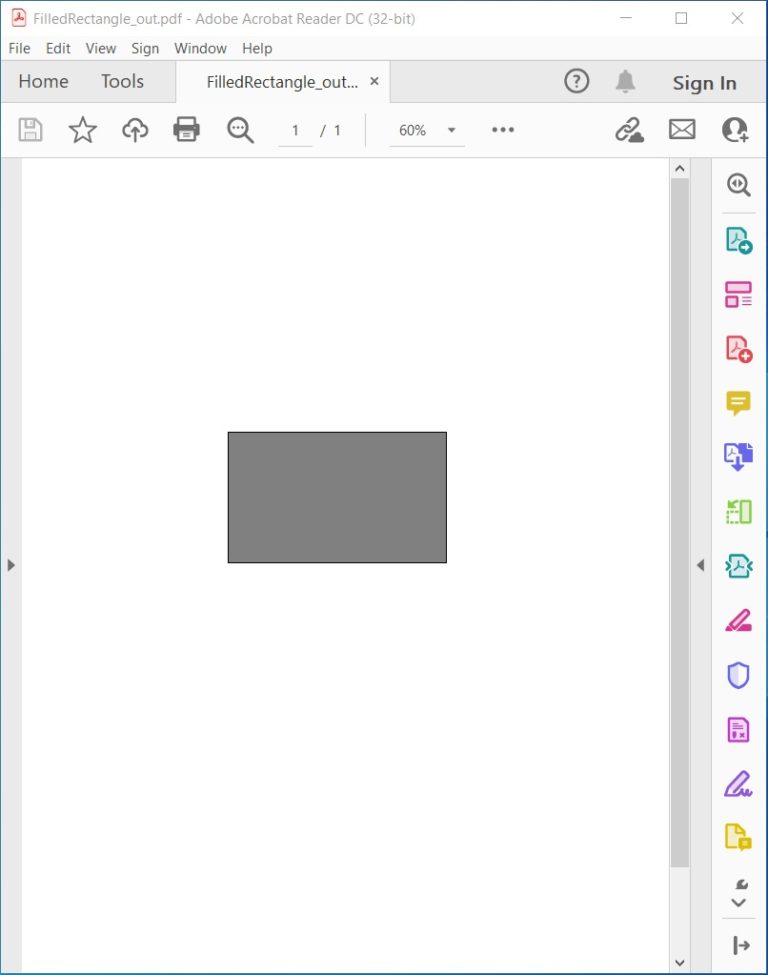 FilledRectangle_out.pdf - Adobe Acrobat Reader DC (32-bit)
File Edit View Sign Window Help
Home Tools FilledRectangle_out... × Sign In
1 / 1 60%